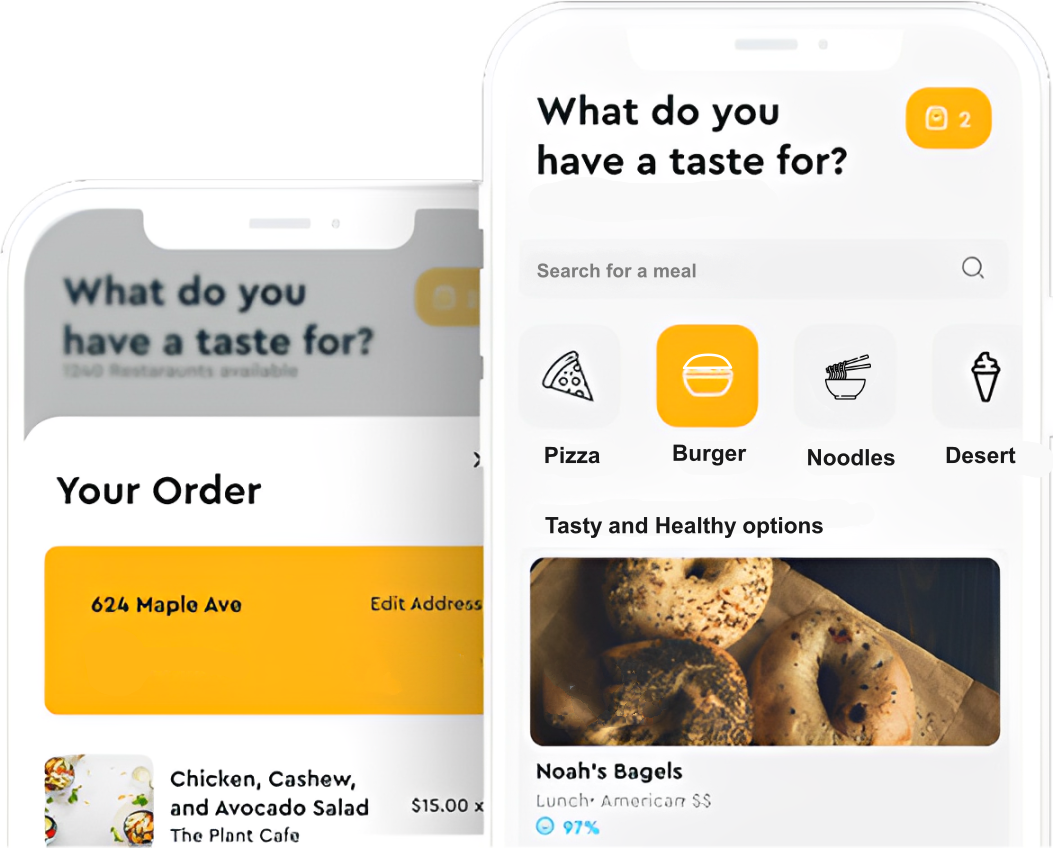 What do you
have a taste for?
1240 Restaraunts available
Your Order
624 Maple Ave
Edit Address
Chicken, Cashew,
and Avocado Salad
$15.00 x
The Plant Cafe
What do you
have a taste for?
2
Search for a meal
Pizza
Burger
Noodles
Desert
Tasty and Healthy options
Noah's Bagels
Lunch• American $$
97%